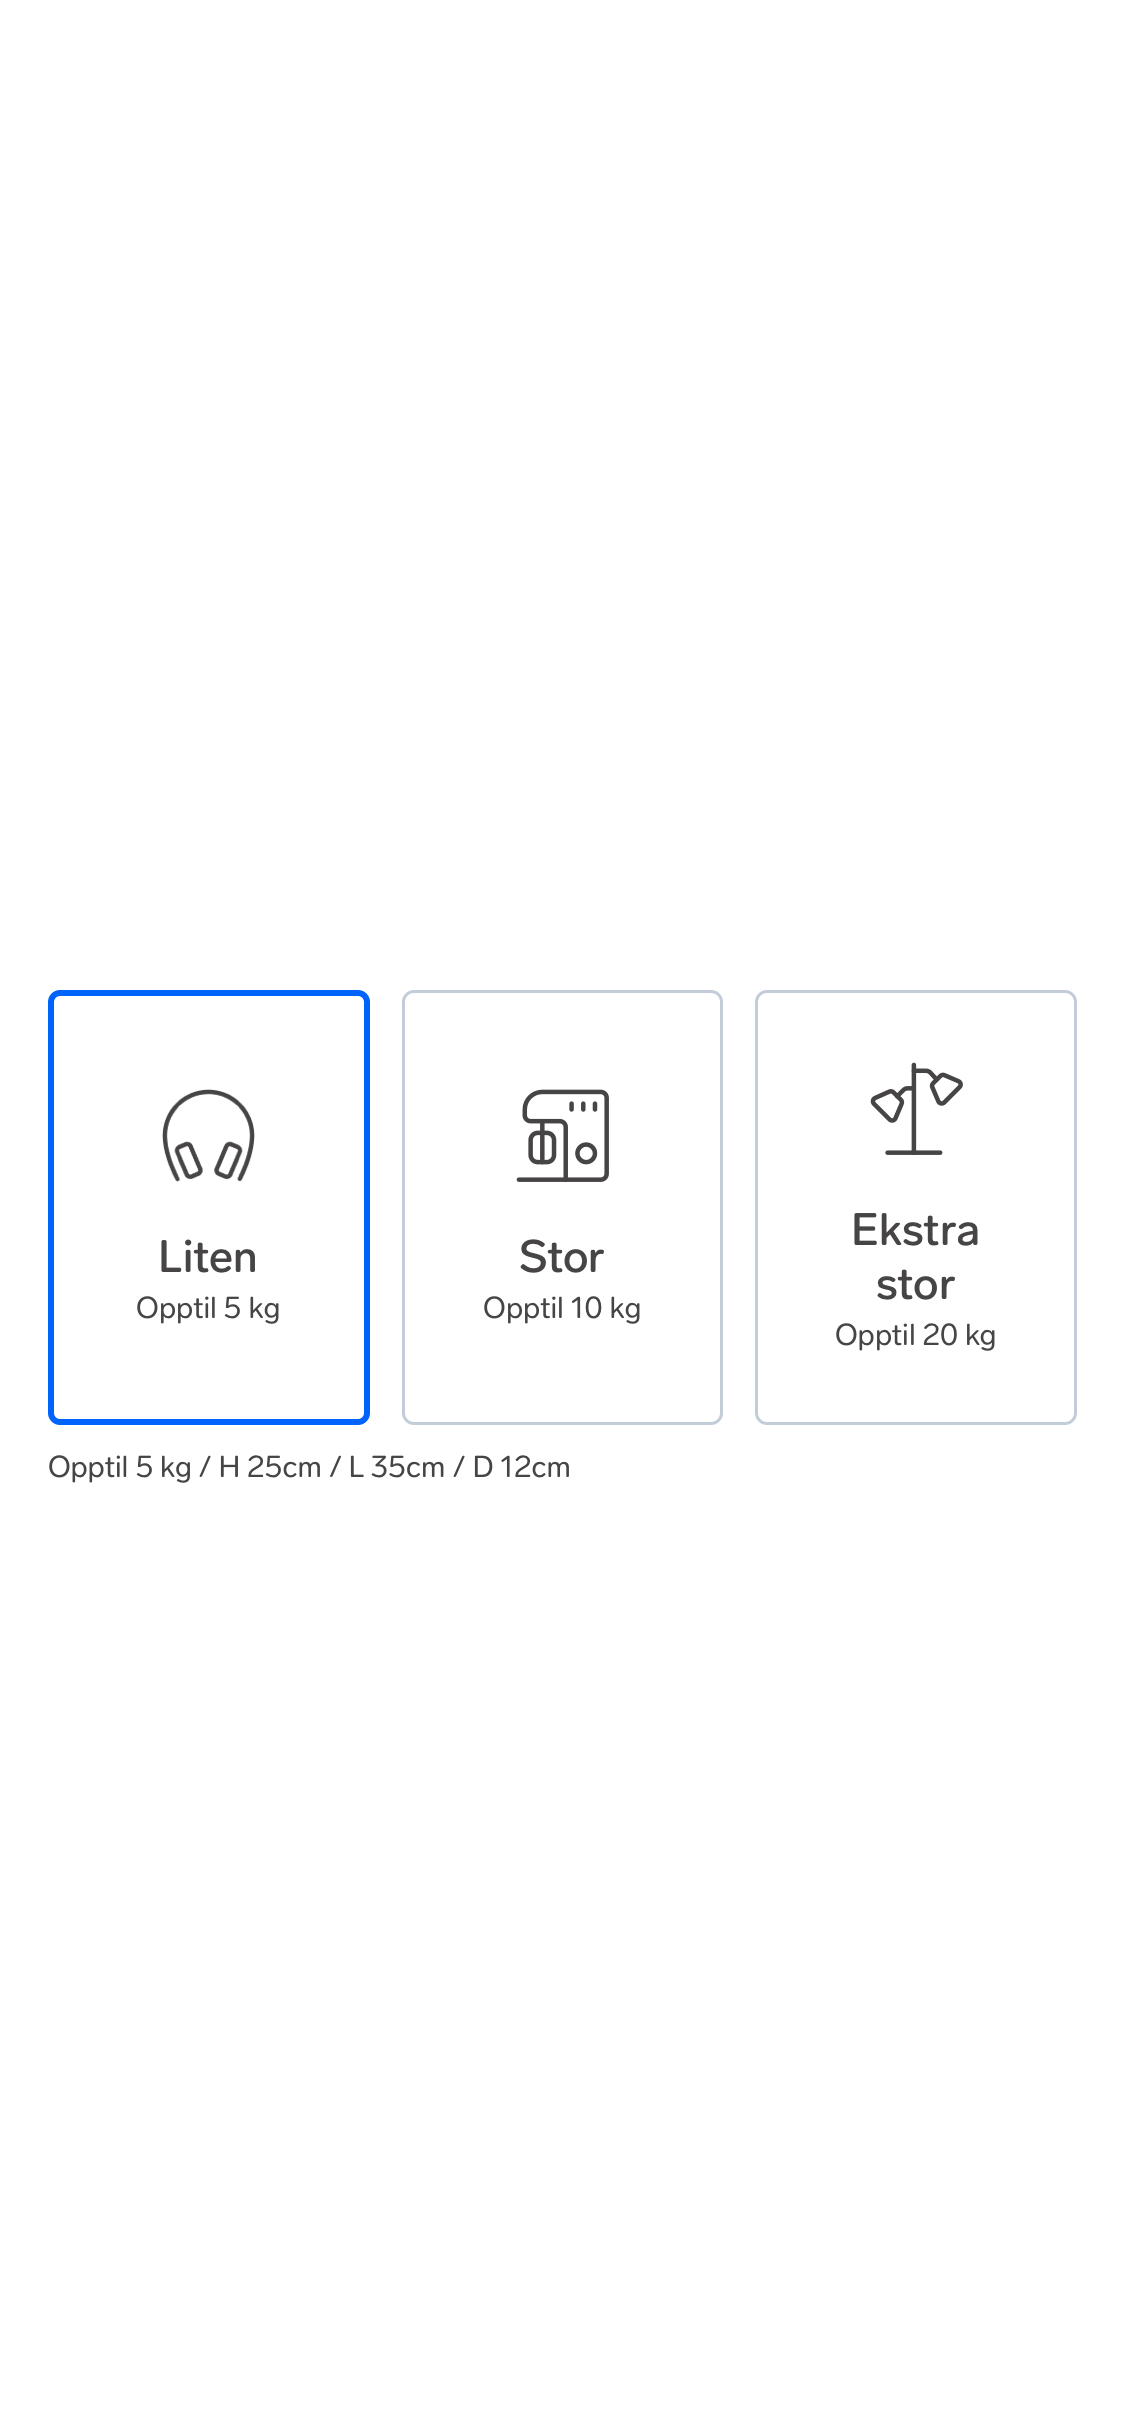 Liten
Opptil 5 kg
Stor
Opptil 10 kg
Ekstra
stor
Opptil 20 kg
Opptil 5 kg / H 25cm / L 35cm / D 12cm